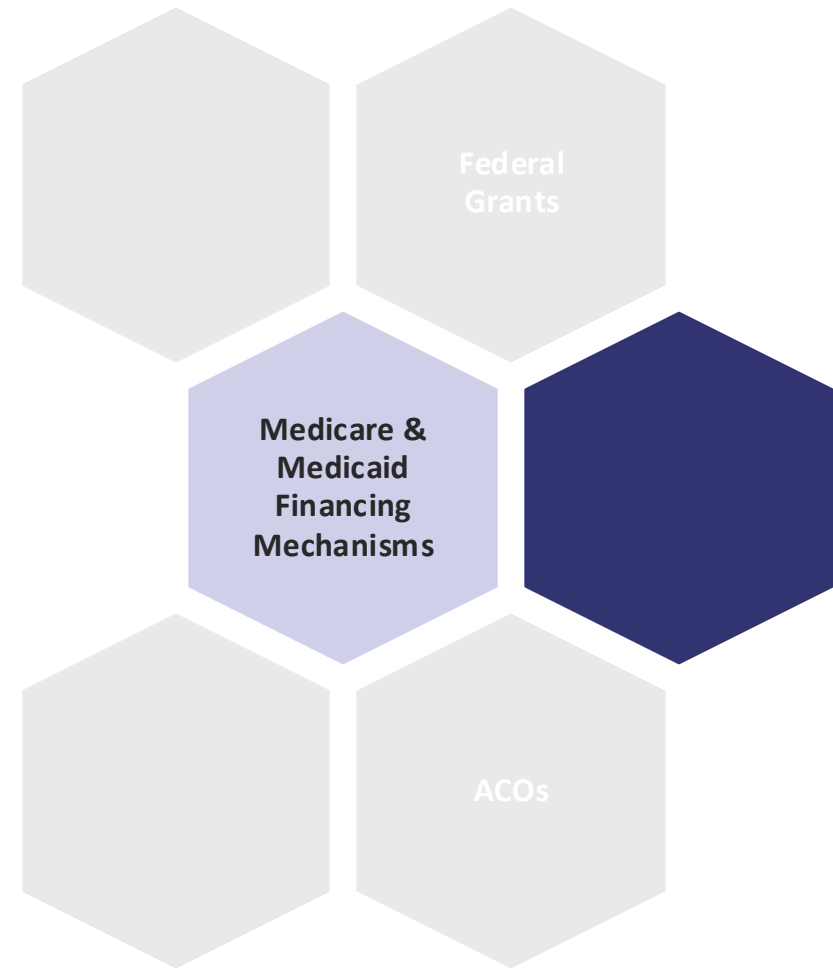 Federal
Grants
Medicare &
Medicaid
Financing
Mechanisms
ACOs